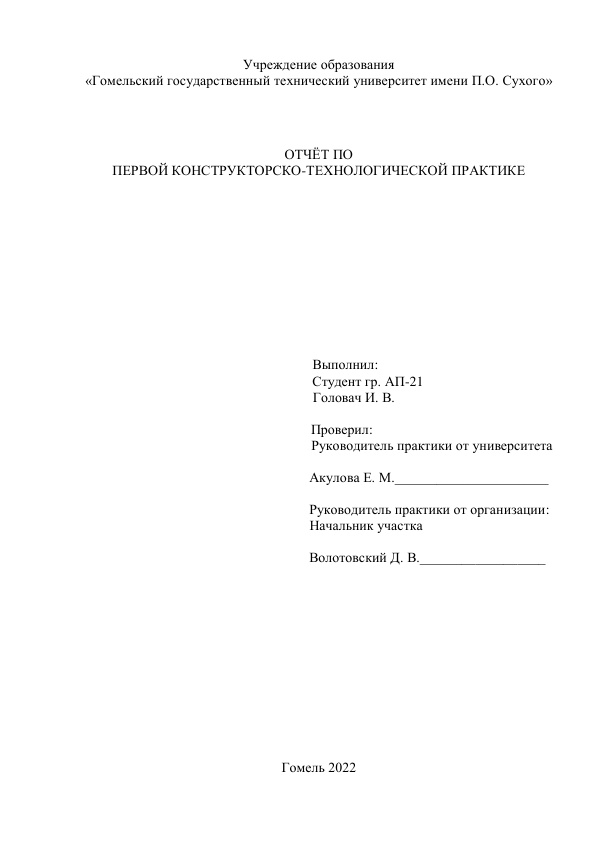 Учреждение образования
«Гомельский государственный технический университет имени П.О. Сухого»
ОТЧЁТ ПО
ПЕРВОЙ КОНСТРУКТОРСКО-ТЕХНОЛОГИЧЕСКОЙ ПРАКТИКЕ
Выполнил:
Студент гр. АП-21
Головач И. В.
Проверил:
Руководитель практики от университета
Акулова Е. М.______________________
Руководитель практики от организации:
Начальник участка
Волотовский Д. В.__________________
Гомель 2022